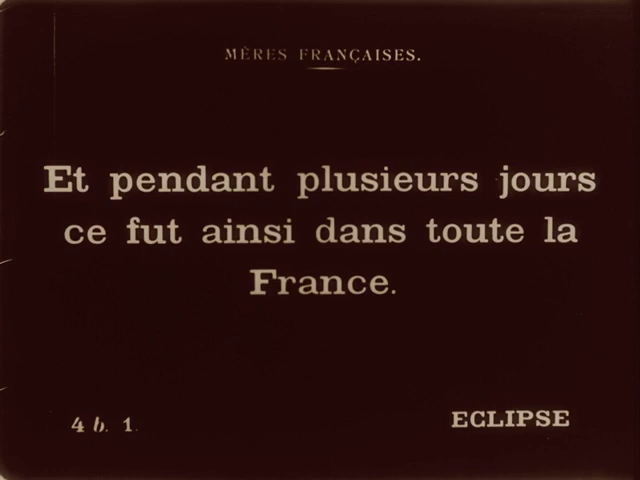 MÈRES FRANÇAISES.
Et pendant plusieurs jours
ce fut ainsi dans toute la
France.
4 b. 1.
ECLIPSE